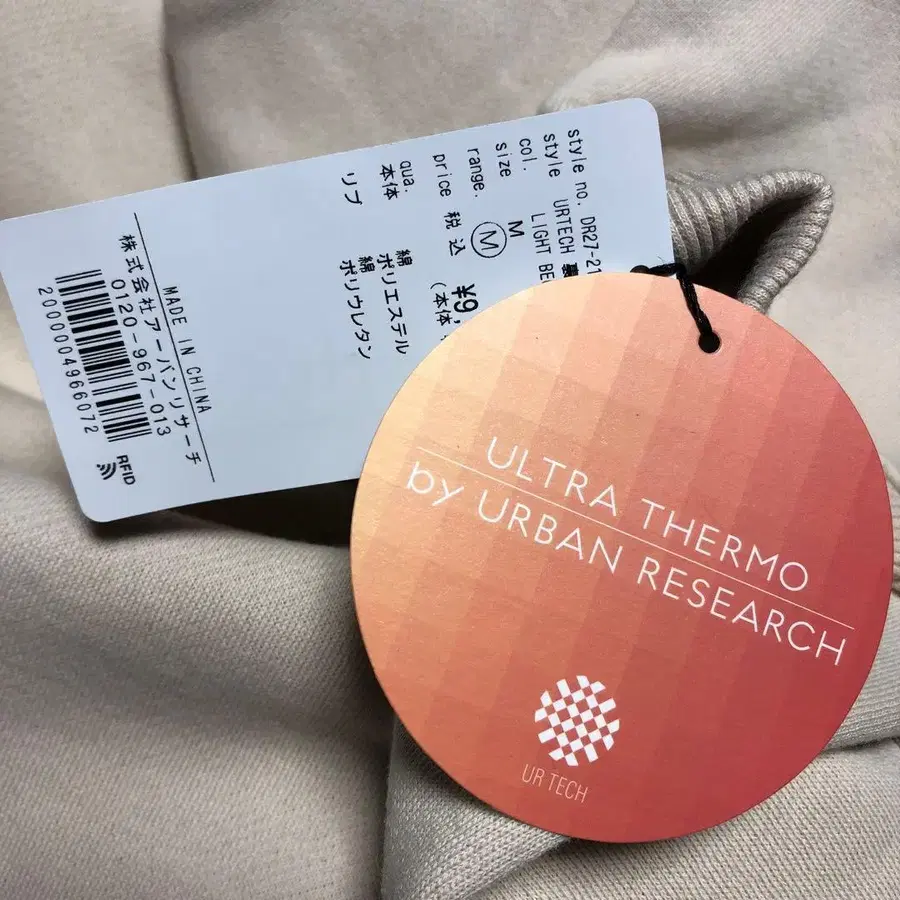 style no. DR27-21
style URTECH 裏
col. LIGHT BE
size M
range. Ⓜ
price 税込 ¥9,
(本体
qua.
本体 綿
ポリエステル
リブ 綿
ポリウレタン
MADE IN CHINA
株式会社アーバンリサーチ
0120-967-013
2000004966072
RFID
ULTRA THERMO
by URBAN RESEARCH
UR TECH